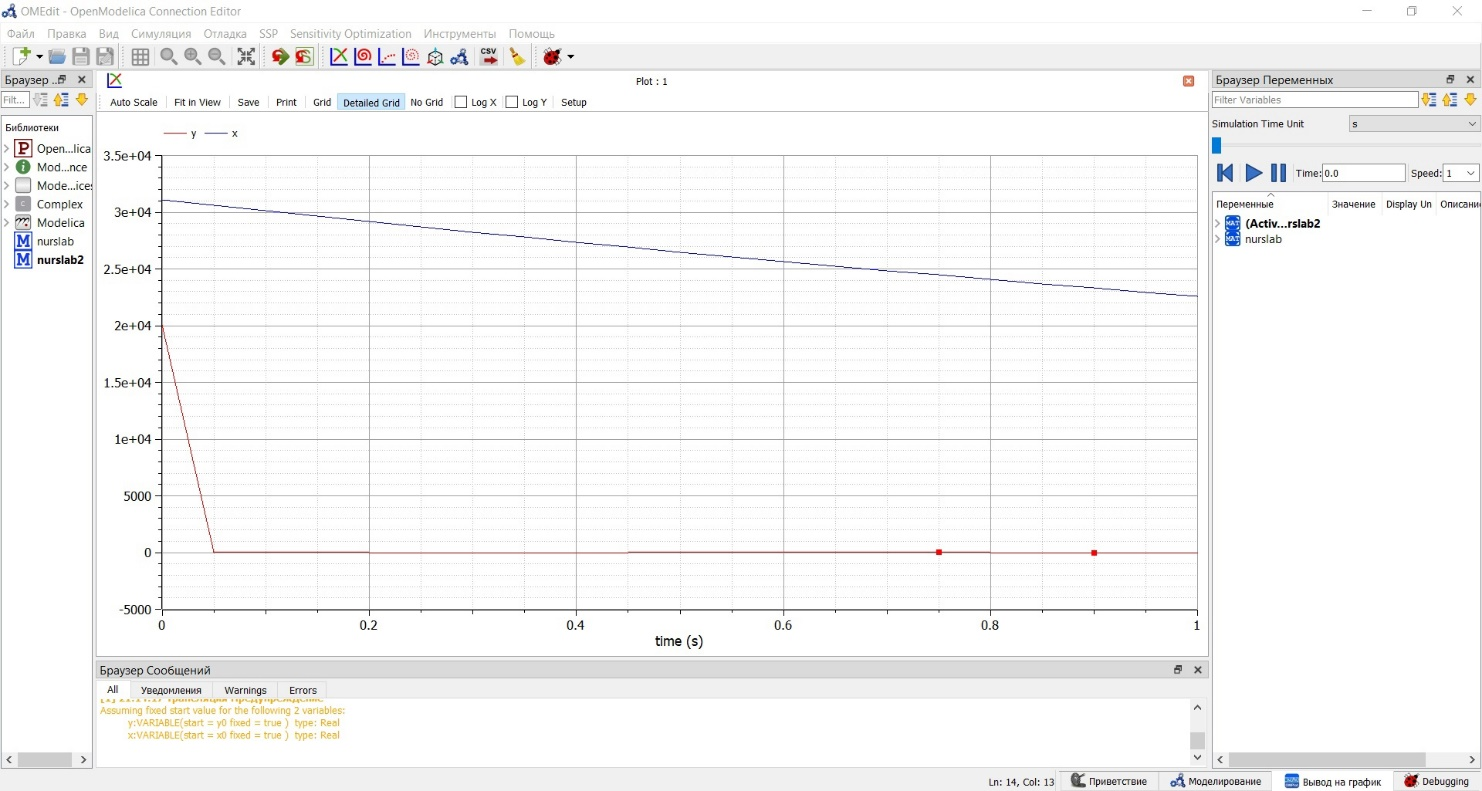 OMEdit - OpenModelica Connection Editor
Файл Правка Вид Симуляция Отладка SSP Sensitivity Optimization Инструменты Помощь
CSV
Браузер ..
Filt...
Библиотеки
P Open...lica
i Mod...nce
Mode...ices
C Complex
Modelica
M nurslab
M nurslab2
Plot : 1
Auto Scale Fit in View Save Print Grid Detailed Grid No Grid Log X Log Y Setup
y x
3.5e+04
3e+04
2.5e+04
2e+04
1.5e+04
1e+04
5000
0
-5000
0 0.2 0.4 0.6 0.8 1
time (s)
Браузер Сообщений
All Уведомления Warnings Errors
Трансляция Предупреждение
Assuming fixed start value for the following 2 variables:
y:VARIABLE(start = y0 fixed = true ) type: Real
x:VARIABLE(start = x0 fixed = true ) type: Real
Браузер Переменных
Filter Variables
Simulation Time Unit s
Time: 0.0 Speed: 1
Переменные Значение Display Un Описани
MAT (Activ...rslab2
MAT nurslab
Ln: 14, Col: 13 Приветствие Моделирование Вывод на график Debugging